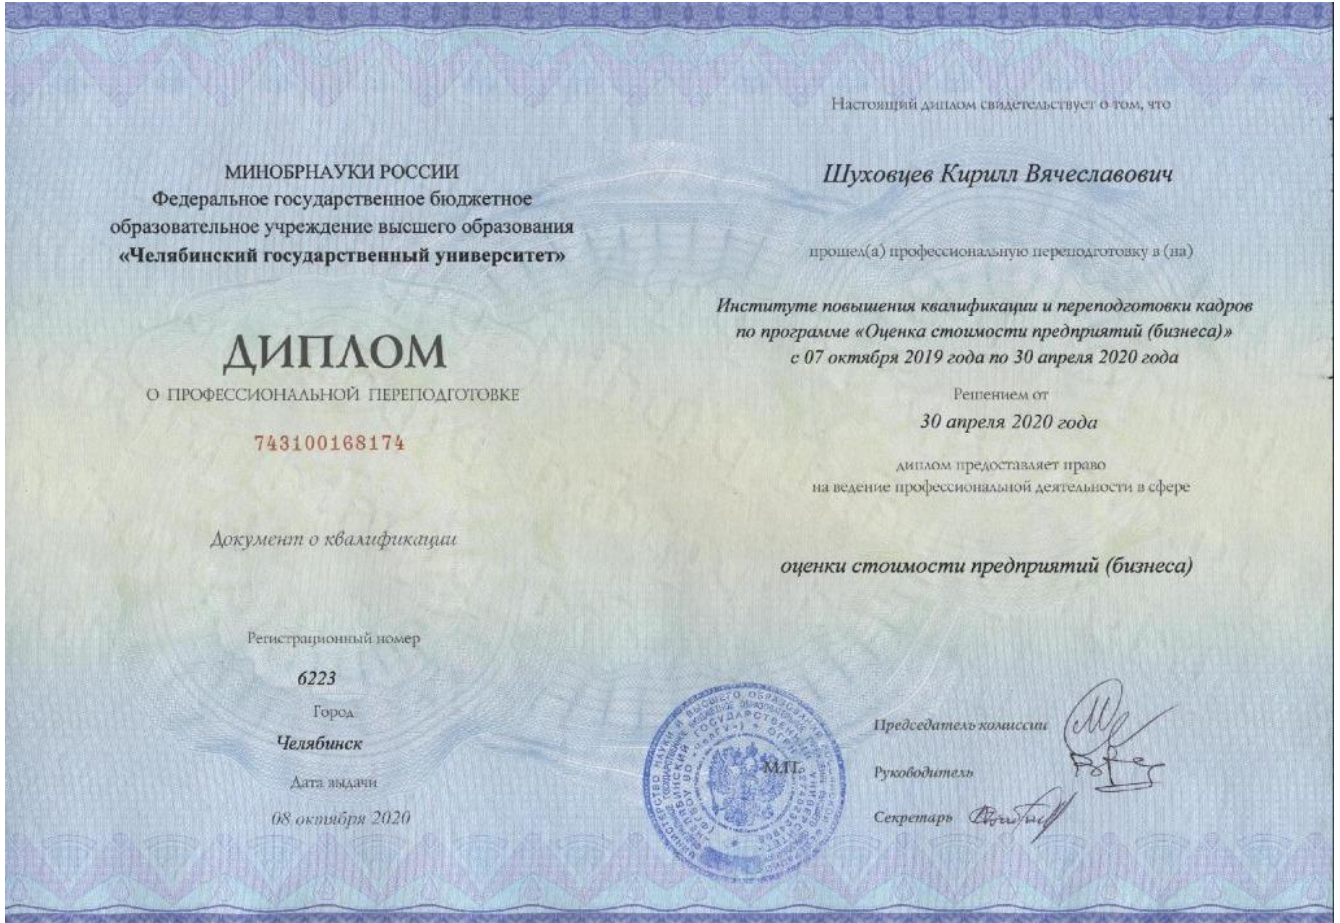 МИНОБРНАУКИ РОССИИ
Федеральное государственное бюджетное
образовательное учреждение высшего образования
«Челябинский государственный университет»
ДИПЛОМ
О ПРОФЕССИОНАЛЬНОЙ ПЕРЕПОДГОТОВКЕ
743100168174
Документ о квалификации
Регистрационный номер
6223
Город
Челябинск
Дата выдачи
08 октября 2020
Настоящий диплом свидетельствует о том, что
Шуховцев Кирилл Вячеславович
прошел(а) профессиональную переподготовку в (на)
Институте повышения квалификации и переподготовки кадров
по программе «Оценка стоимости предприятий (бизнеса)»
с 07 октября 2019 года по 30 апреля 2020 года
Решением от
30 апреля 2020 года
диплом предоставляет право
на ведение профессиональной деятельности в сфере
оценки стоимости предприятий (бизнеса)
М.П.
Председатель комиссии
Руководитель
Секретарь